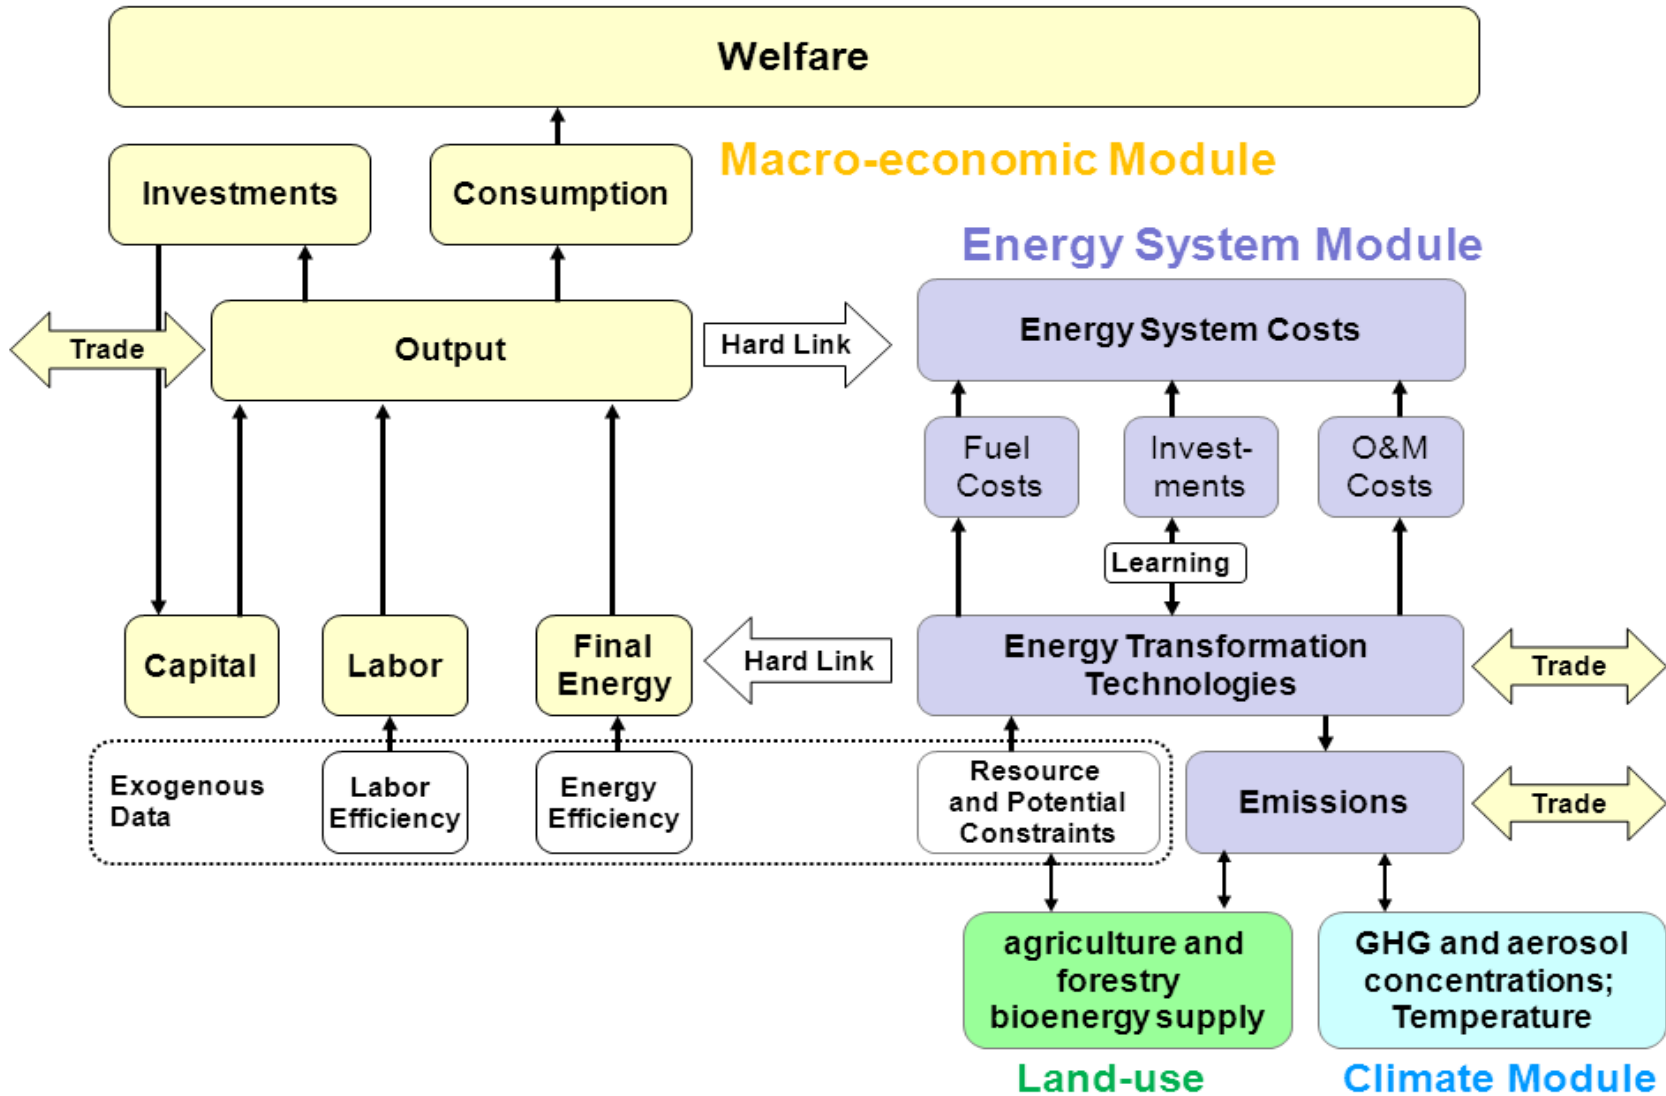 Welfare
Macro-economic Module
Investments
Consumption
Energy System Module
Trade
Output
Hard Link
Energy System Costs
Fuel
Costs
Invest-
ments
O&M
Costs
Learning
Capital
Labor
Final
Energy
Hard Link
Energy Transformation
Technologies
Trade
Exogenous
Data
Labor
Efficiency
Energy
Efficiency
Resource
and Potential
Constraints
Emissions
Trade
agriculture and
forestry
bioenergy supply
GHG and aerosol
concentrations;
Temperature
Land-use
Climate Module